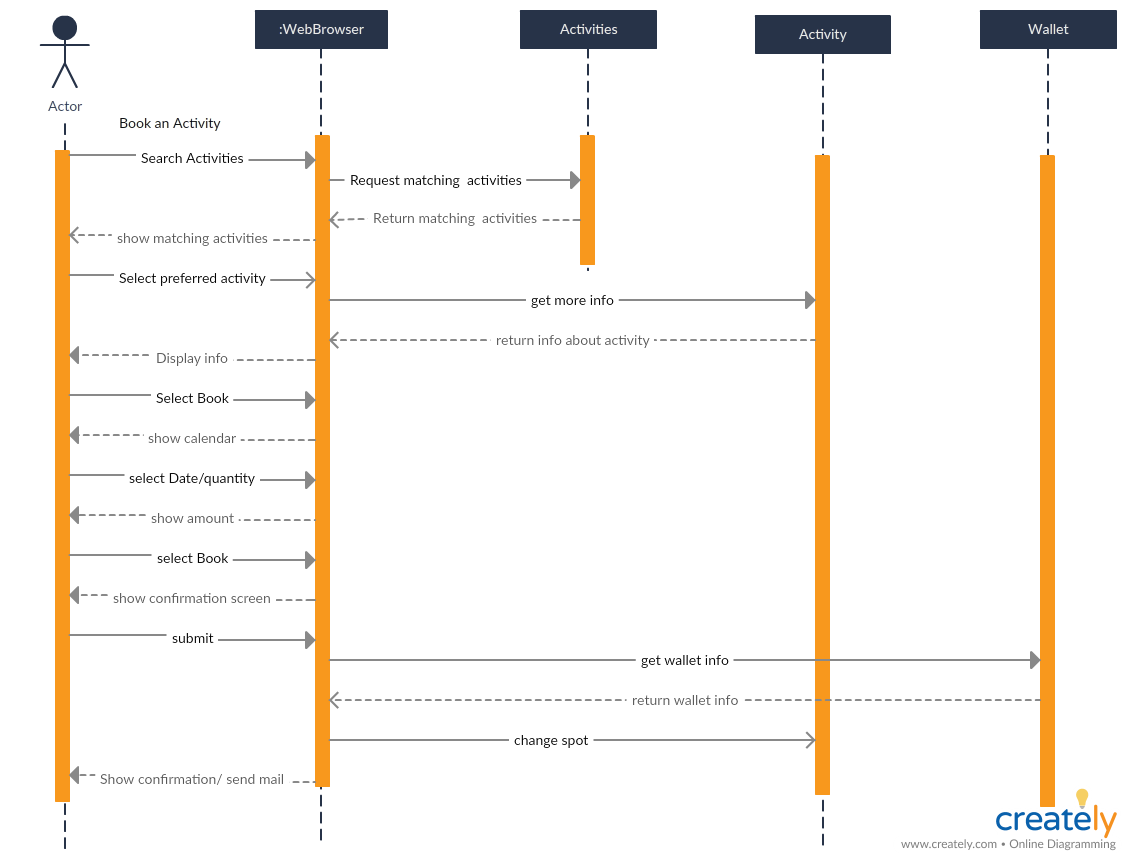 :WebBrowser
Activities
Activity
Wallet
Actor
Book an Activity
Search Activities
Request matching  activities
Return matching  activities
show matching activities
Select preferred activity
get more info
return info about activity
Display info
Select Book
show calendar
select Date/quantity
show amount
select Book
show confirmation screen
submit
get wallet info
return wallet info
change spot
Show confirmation/ send mail
creately
www.creately.com • Online Diagramming